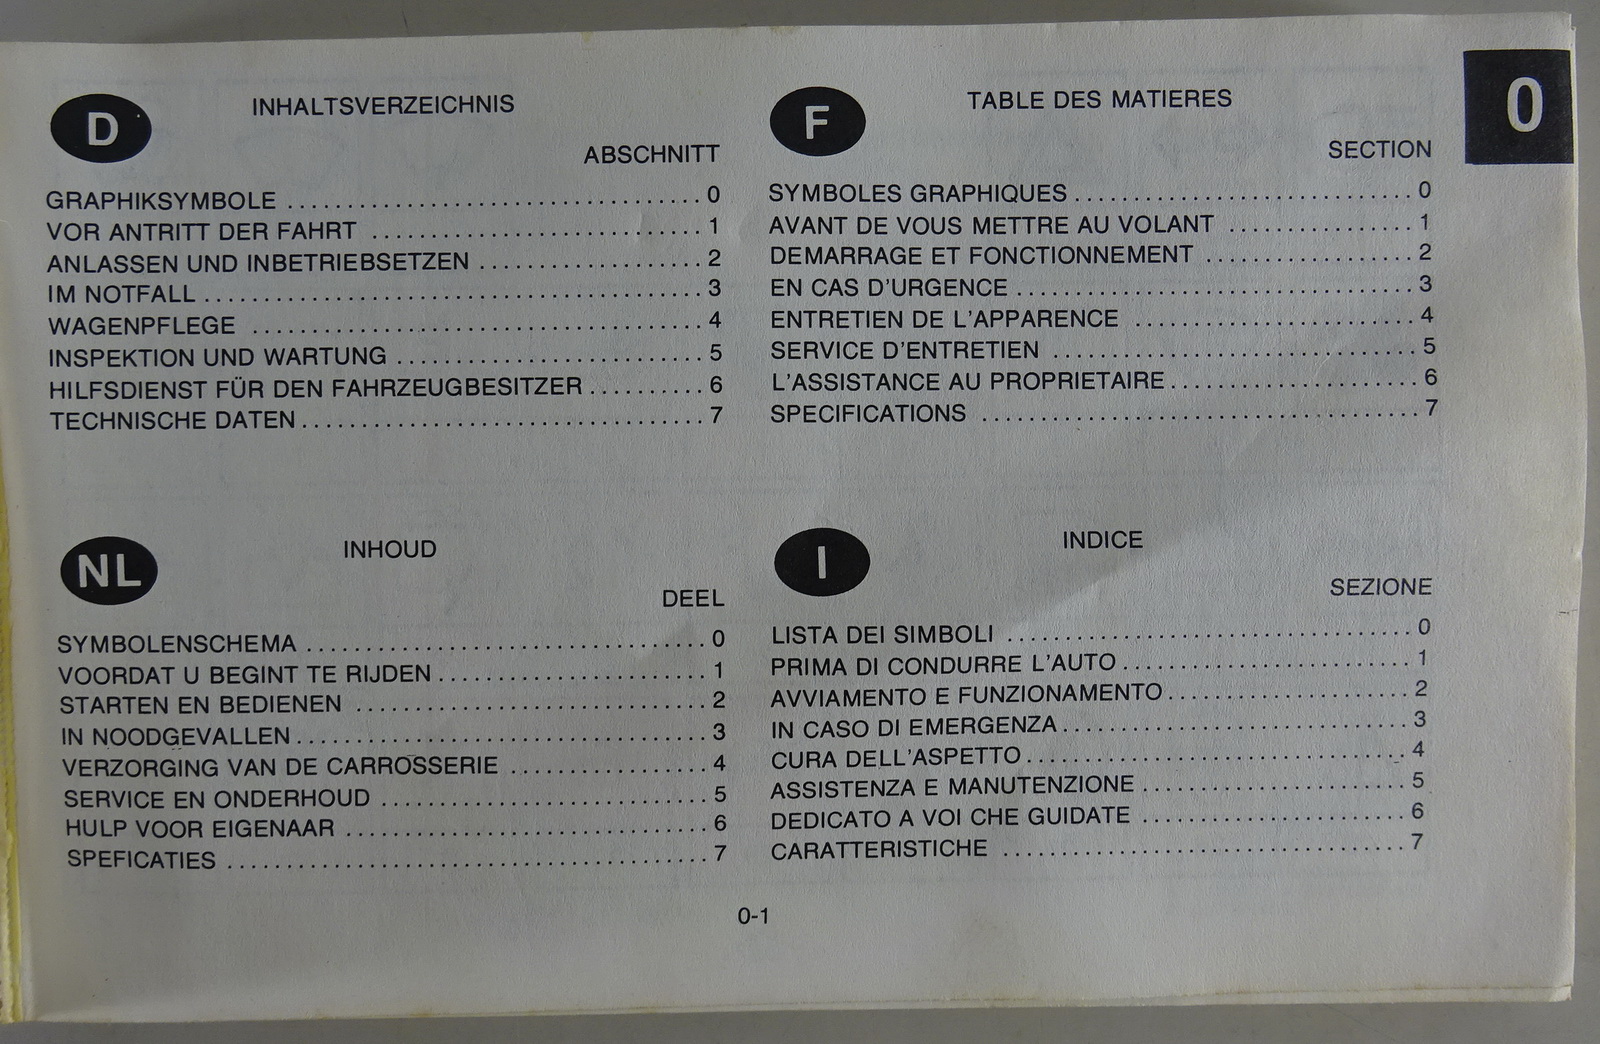 D
INHALTSVERZEICHNIS
ABSCHNITT
GRAPHIKSYMBOLE ................................... 0
VOR ANTRITT DER FAHRT ............................ 1
ANLASSEN UND INBETRIEBSETZEN ................... 2
IM NOTFALL .......................................... 3
WAGENPFLEGE ...................................... 4
INSPEKTION UND WARTUNG ............................ 5
HILFSDIENST FÜR DEN FAHRZEUGBESITZER .......... 6
TECHNISCHE DATEN .................................. 7
F
TABLE DES MATIERES
0
SECTION
SYMBOLES GRAPHIQUES ............................. 0
AVANT DE VOUS METTRE AU VOLANT ................ 1
DEMARRAGE ET FONCTIONNEMENT .................. 2
EN CAS D'URGENCE .................................. 3
ENTRETIEN DE L'APPARENCE ........................ 4
SERVICE D'ENTRETIEN ............................... 5
L'ASSISTANCE AU PROPRIETAIRE ..................... 6
SPECIFICATIONS ..................................... 7
NL
INHOUD
DEEL
SYMBOLENSCHEMA .................................. 0
VOORDAT U BEGINT TE RIJDEN ....................... 1
STARTEN EN BEDIENEN .............................. 2
IN NOODGEVALLEN ................................... 3
VERZORGING VAN DE CARROSSERIE ................. 4
SERVICE EN ONDERHOUD ............................ 5
HULP VOOR EIGENAAR ............................... 6
SPEFICATIES ......................................... 7
I
INDICE
SEZIONE
LISTA DEI SIMBOLI ................................... 0
PRIMA DI CONDURRE L'AUTO ......................... 1
AVVIAMENTO E FUNZIONAMENTO ..................... 2
IN CASO DI EMERGENZA .............................. 3
CURA DELL'ASPETTO ................................. 4
ASSISTENZA E MANUTENZIONE ....................... 5
DEDICATO A VOI CHE GUIDATE ....................... 6
CARATTERISTICHE ................................... 7
0-1